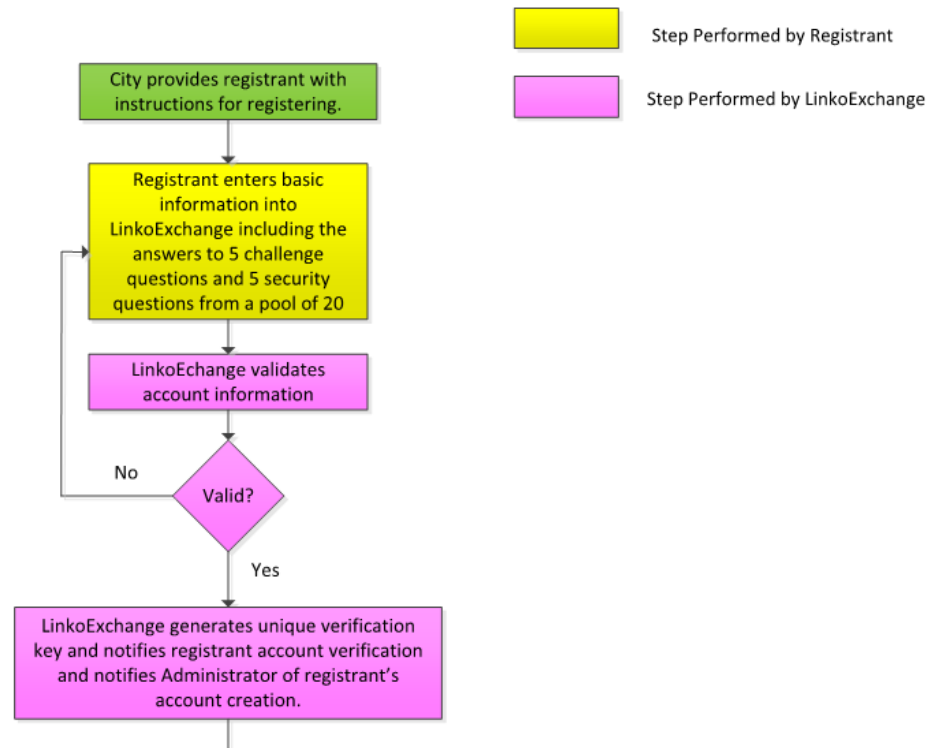 Step Performed by Registrant
Step Performed by LinkoExchange
City provides registrant with
instructions for registering.
Registrant enters basic
information into
LinkoExchange including the
answers to 5 challenge
questions and 5 security
questions from a pool of 20
LinkoEchange validates
account information
No
Valid?
Yes
LinkoExchange generates unique verification
key and notifies registrant account verification
and notifies Administrator of registrant’s
account creation.